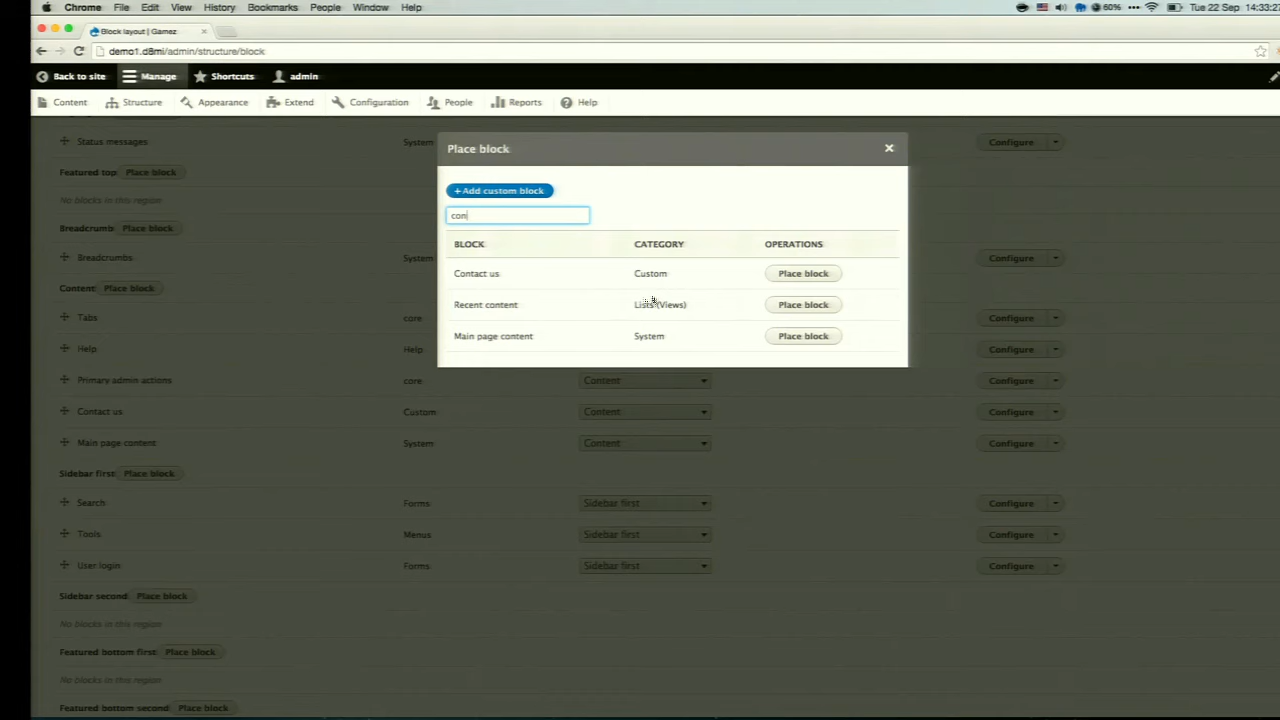 Chrome File Edit View History Bookmarks People Window Help 60% Tue 22 Sep 14:33:27
Block layout | Gamez
demo1.d8mi/admin/structure/block
Back to site Manage Shortcuts admin
Content Structure Appearance Extend Configuration People Reports Help
Status messages System Configure
Featured top Place block
No blocks in this region
Breadcrumb Place block
Breadcrumbs System Configure
Content Place block
Tabs core Configure
Help Help Configure
Primary admin actions core Content Configure
Contact us Custom Content Configure
Main page content System Content Configure
Sidebar first Place block
Search Forms Sidebar first Configure
Tools Menus Sidebar first Configure
User login Forms Sidebar first Configure
Sidebar second Place block
No blocks in this region
Featured bottom first Place block
No blocks in this region
Featured bottom second Place block
Place block
+ Add custom block
con
BLOCK CATEGORY OPERATIONS
Contact us Custom Place block
Recent content Lists (Views) Place block
Main page content System Place block